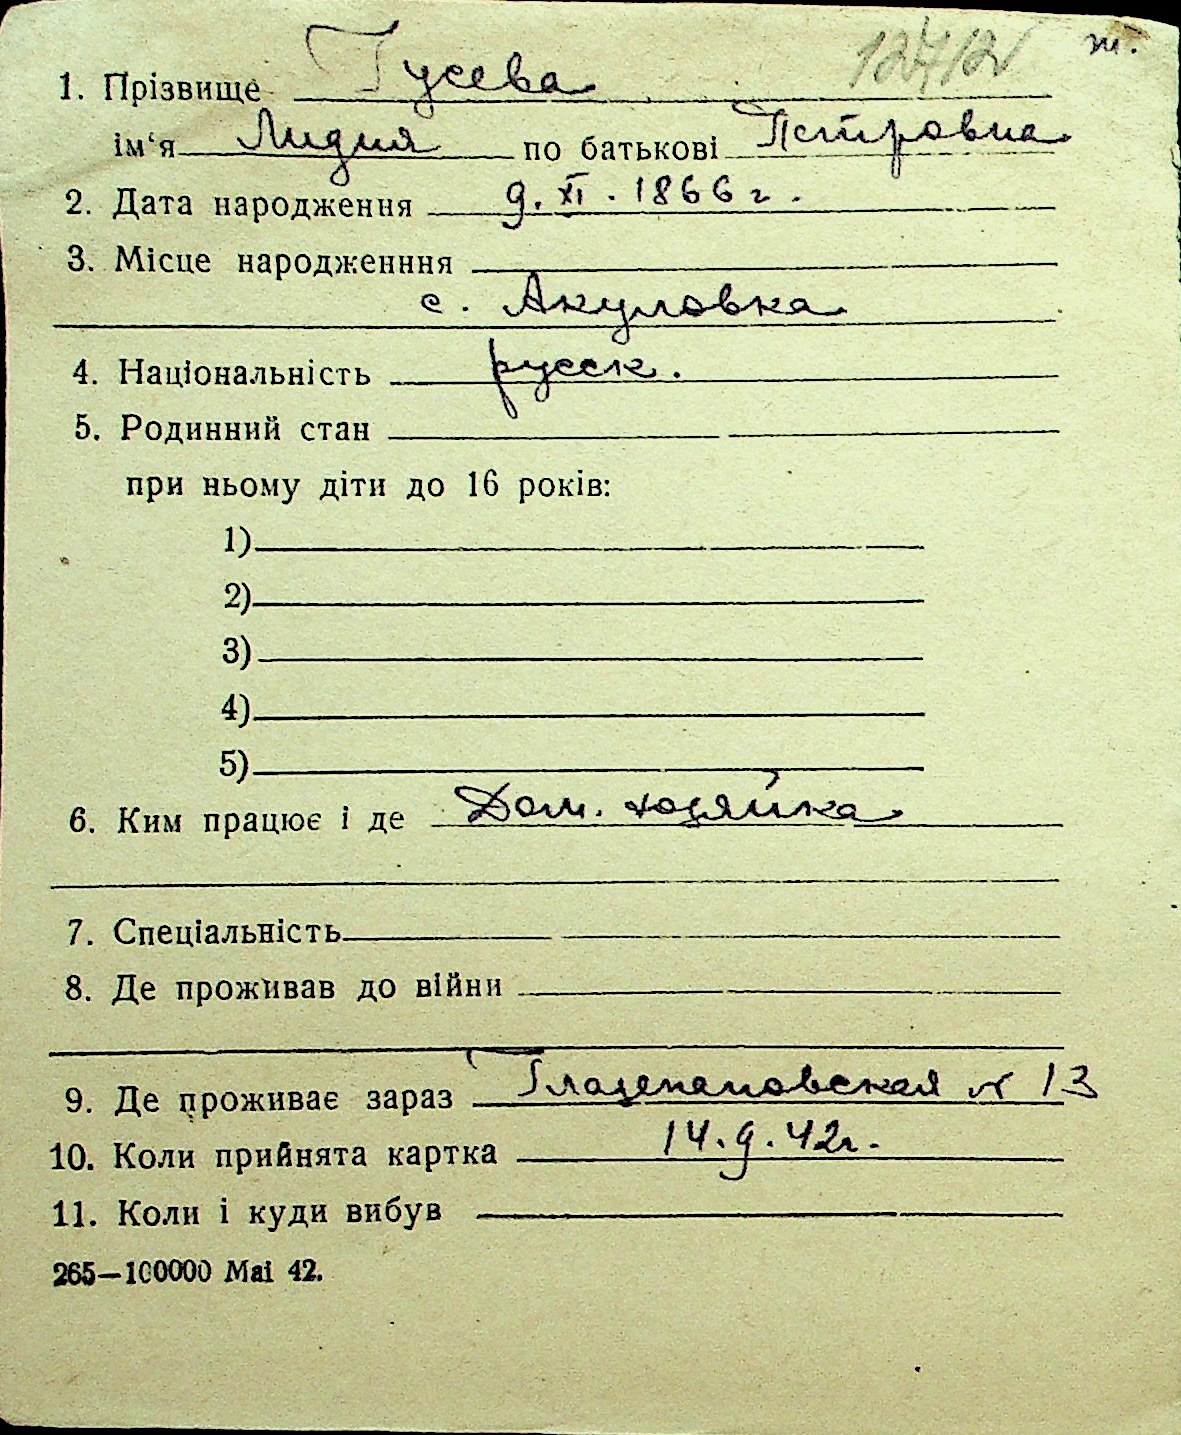 ж.
1. Прізвище Гусева
ім‘я Лидия по батькові Петровна
2. Дата народження 9. XI. 1866 г.
3. Місце народженння
с. Акуловка
4. Національність русск.
5. Родинний стан
при ньому діти до 16 років:
1)
2)
3)
4)
5)
6. Ким працює і де Дом. хозяйка
7. Спеціальність
8. Де проживав до війни
9. Де проживає зараз Глазенаповская № 13
10. Коли прийнята картка 14. 9. 42г.
11. Коли і куди вибув
265—100000 Mai 42.